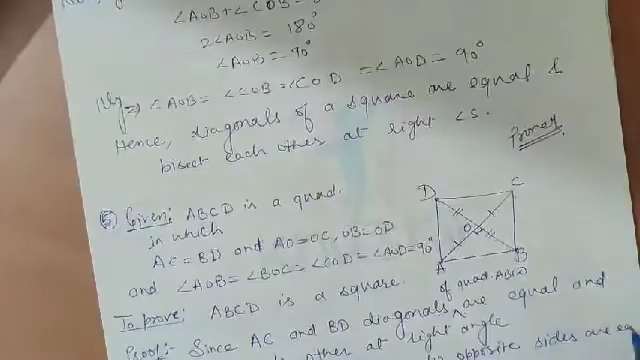 ∠AOB + ∠COB =
2∠AOB = 180°
∠AOB = 90°
lly ⇒ ∠AOB = ∠COB = ∠COD = ∠AOD = 90°
Hence, diagonals of a square are equal &
bisect each other at right ∠s.
Proved
⑤ Given: ABCD is a quad.
in which
AC = BD and AO = OC, OB = OD
and ∠AOB = ∠BOC = ∠COD = ∠AOD = 90°
D C
O
A B
To prove: ABCD is a square.
of quad. ABCD
Proof:- Since AC and BD diagonals are equal and
other at right angle
opposite sides are